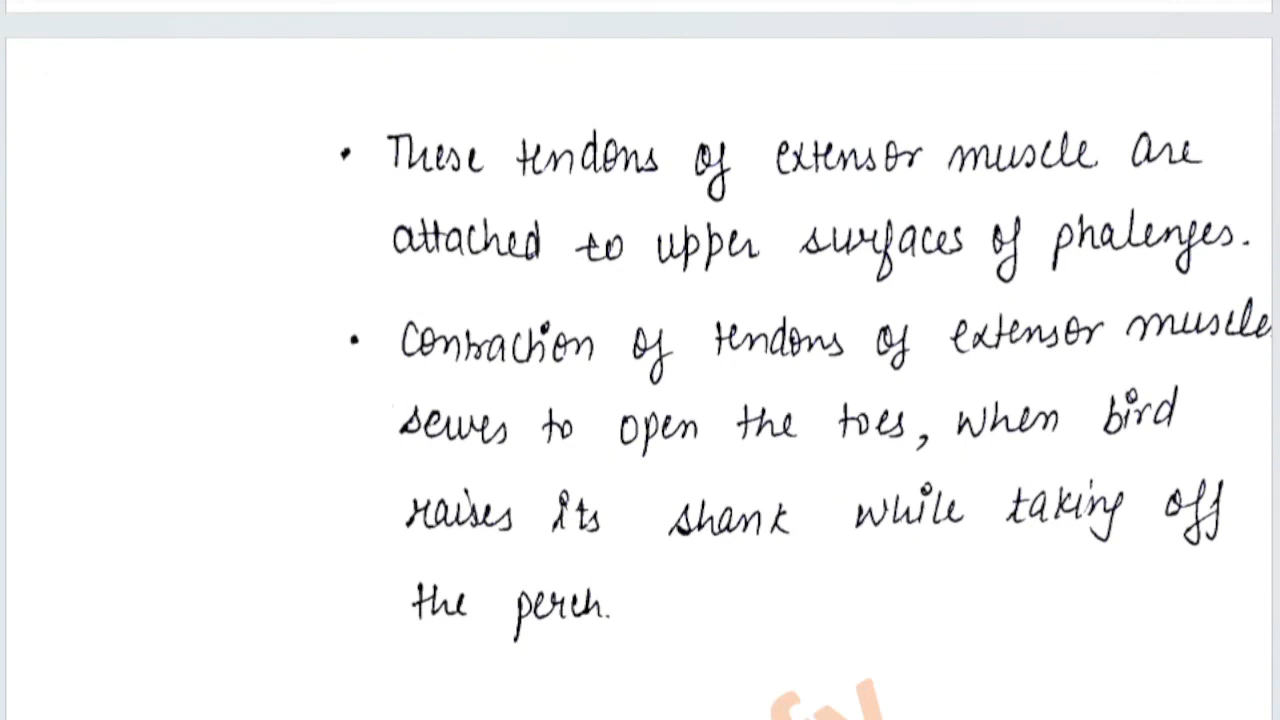 • These tendons of extensor muscle are
attached to upper surfaces of phalenges.
• Contraction of tendons of extensor muscle
serves to open the toes, when bird
raises its shank while taking off
the perch.